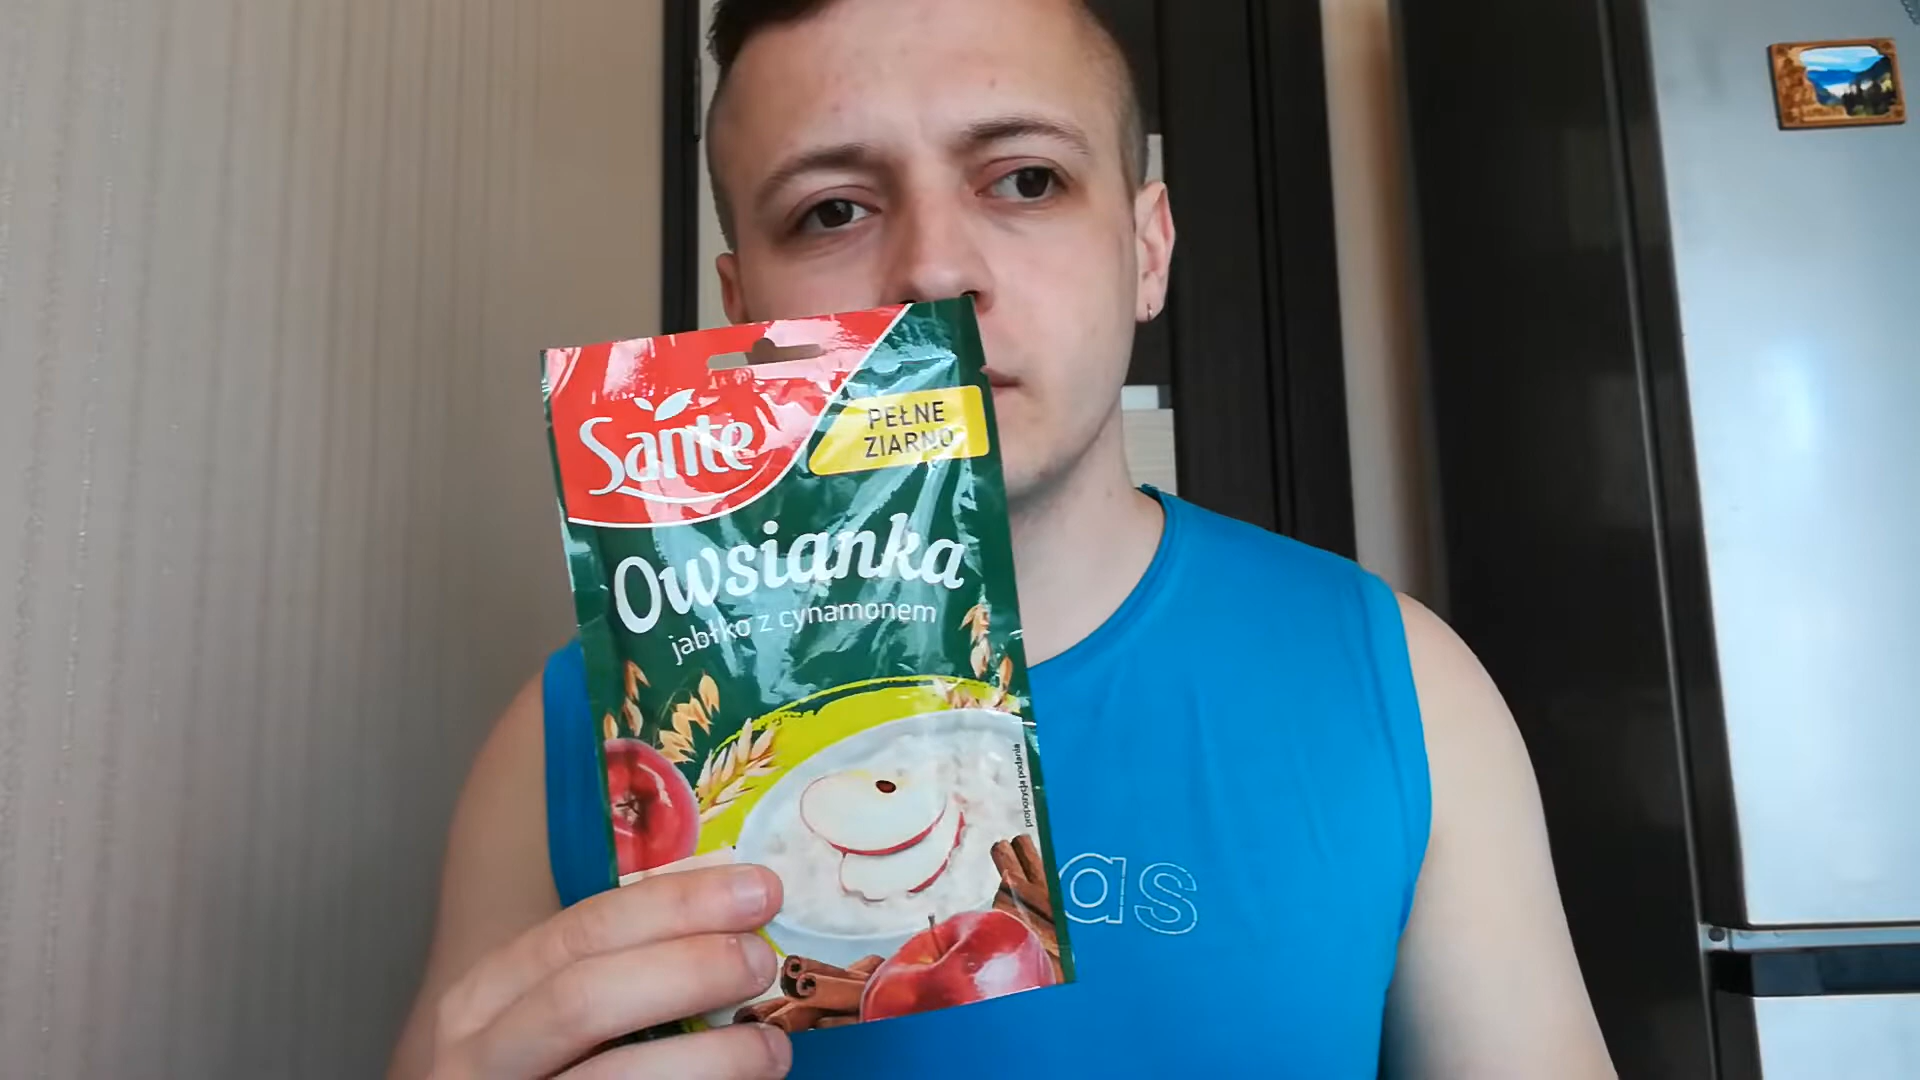 Sante
PEŁNE
ZIARNO
Owsianka
jabłko z cynamonem
propozycja podania
as